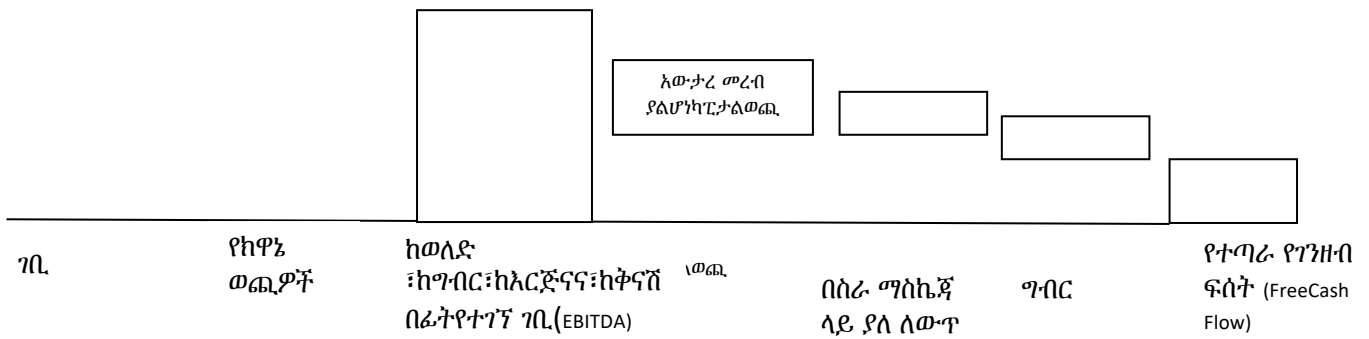 አውታረ መረብ
ያልሆነካፒታልወጪ
ገቢ
የክዋኔ
ወጪዎች
ከወለድ
፣ከግብር፣ከእርጅናና፣ከቅናሽ
በፊትየተገኘ ገቢ(EBITDA)
ወጪ
በስራ ማስኬጃ
ላይ ያለ ለውጥ
ግብር
የተጣራ የገንዘብ
ፍሰት (FreeCash
Flow)